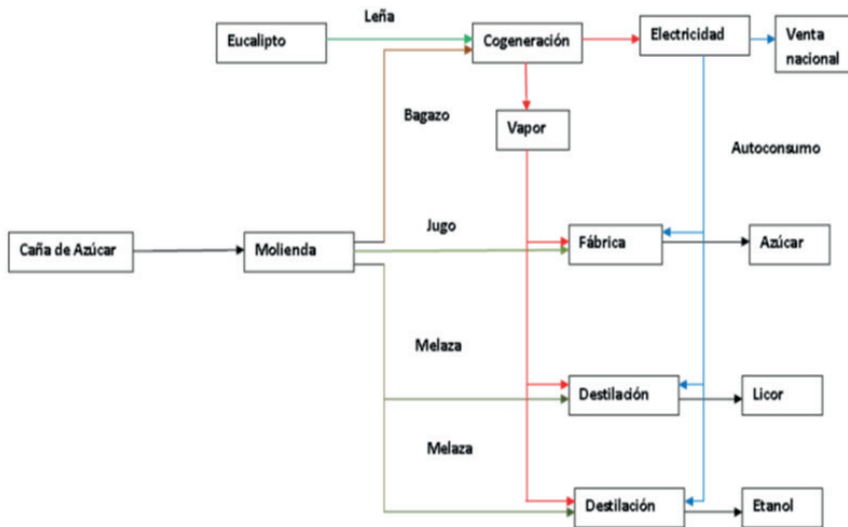 Leña
Eucalipto
Cogeneración
Electricidad
Venta
nacional
Bagazo
Vapor
Autoconsumo
Jugo
Caña de Azúcar
Molienda
Fábrica
Azúcar
Melaza
Destilación
Licor
Melaza
Destilación
Etanol